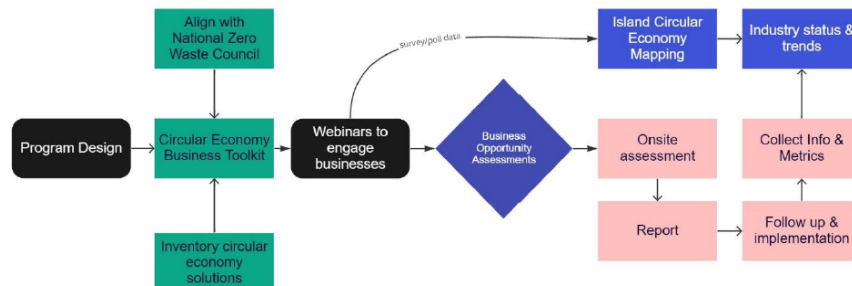 Align with
National Zero
Waste Council
survey/poll data
Island Circular
Economy
Mapping
Industry status &
trends
Program Design
Circular Economy
Business Toolkit
Webinars to
engage
businesses
Business
Opportunity
Assessments
Onsite
assessment
Collect Info &
Metrics
Inventory circular
economy
solutions
Report
Follow up &
implementation